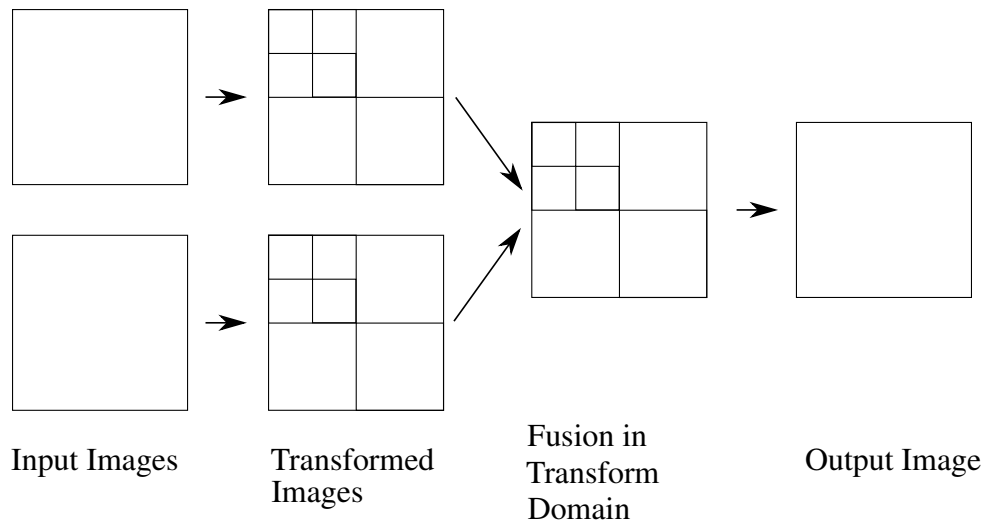 Input Images
Transformed
Images
Fusion in
Transform
Domain
Output Image